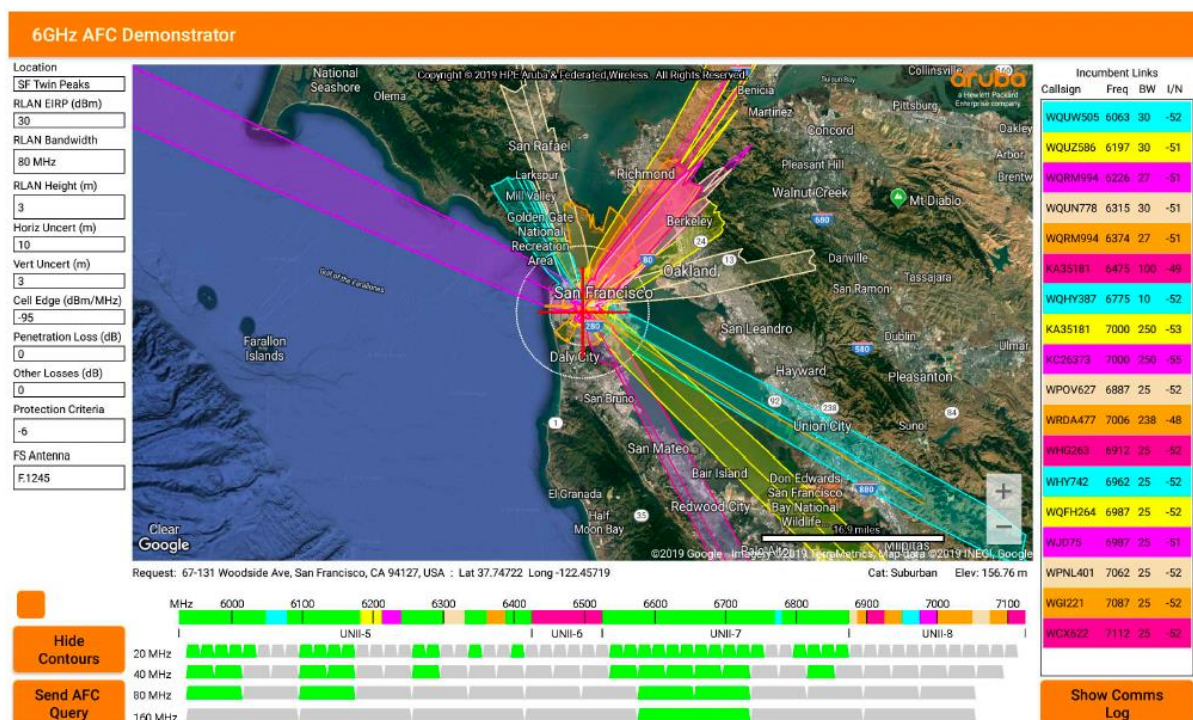 6GHz AFC Demonstrator
Location
SF Twin Peaks
RLAN EIRP (dBm)
30
RLAN Bandwidth
80 MHz
RLAN Height (m)
3
Horiz Uncert (m)
10
Vert Uncert (m)
3
Cell Edge (dBm/MHz)
-95
Penetration Loss (dB)
0
Other Losses (dB)
0
Protection Criteria
-6
FS Antenna
F.1245
Copyright © 2019 HPE Aruba & Federated Wireless. All Rights Reserved.
aruba
a Hewlett Packard
Enterprise company
National
Seashore
Olema
San Rafael
Larkspur
Mill Valley
Golden Gate
National
Recreation
Area
Richmond
Berkeley
Benicia
Martinez
Concord
Collinsville
Pittsburg
Oakley
Pleasant Hill
Walnut Creek
Mt Diablo
680
24
13
80
Oakland
San Francisco
280
Daly City
Gulf of the Farallones
Farallon
Islands
Danville
San Ramon
Tassajara
San Leandro
580
Dublin
Pleasanton
Hayward
92
238
Union City
84
Sunol
San Bruno
1
San Mateo
Bair Island
Redwood City
Don Edwards
San Francisco
Bay National
Wildlife
880
El Granada
Half
Moon Bay
35
Palo Alto
Milpitas
16.9 miles
+
−
Clear
Google
©2019 Google - Imagery ©2019 TerraMetrics, Map data ©2019 INEGI, Google
Request: 67-131 Woodside Ave, San Francisco, CA 94127, USA : Lat 37.74722 Long -122.45719
Cat: Suburban Elev: 156.76 m
Incumbent Links
Callsign Freq BW I/N
WQUW505 6063 30 -52
WQUZ586 6197 30 -51
WQRM994 6226 27 -51
WQUN778 6315 30 -51
WQRM994 6374 27 -51
KA35181 6475 100 -49
WQHY387 6775 10 -52
KA35181 7000 250 -53
KC26373 7000 250 -55
WPOV627 6887 25 -52
WRDA477 7006 238 -48
WHG263 6912 25 -52
WHY742 6962 25 -52
WQFH264 6987 25 -52
WJD75 6987 25 -51
WPNL401 7062 25 -52
WGI221 7087 25 -52
WCX622 7112 25 -52
MHz 6000 6100 6200 6300 6400 6500 6600 6700 6800 6900 7000 7100
UNII-5 UNII-6 UNII-7 UNII-8
20 MHz
40 MHz
80 MHz
160 MHz
Hide
Contours
Send AFC
Query
Show Comms
Log